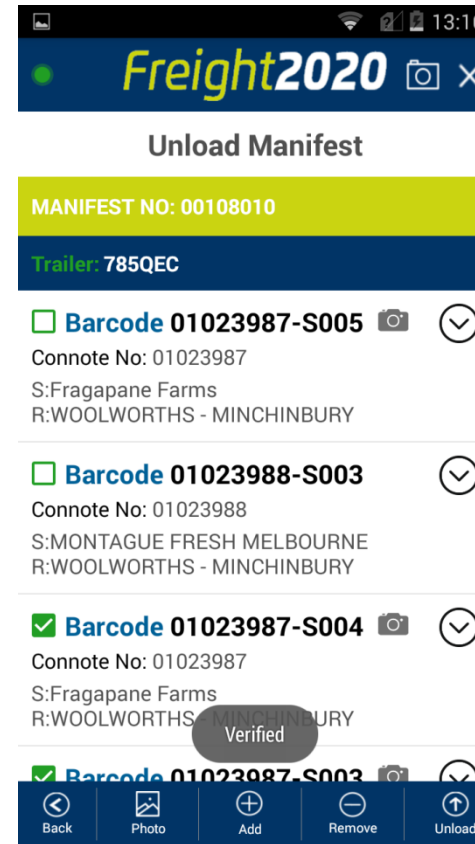 13:10
Freight2020
Unload Manifest
MANIFEST NO: 00108010
Trailer: 785QEC
Barcode 01023987-S005
Connote No: 01023987
S:Fragapane Farms
R:WOOLWORTHS - MINCHINBURY
Barcode 01023988-S003
Connote No: 01023988
S:MONTAGUE FRESH MELBOURNE
R:WOOLWORTHS - MINCHINBURY
Barcode 01023987-S004
Connote No: 01023987
S:Fragapane Farms
R:WOOLWORTHS - MINCHINBURY
Verified
Barcode 01023987-S003
Back Photo Add Remove Unload